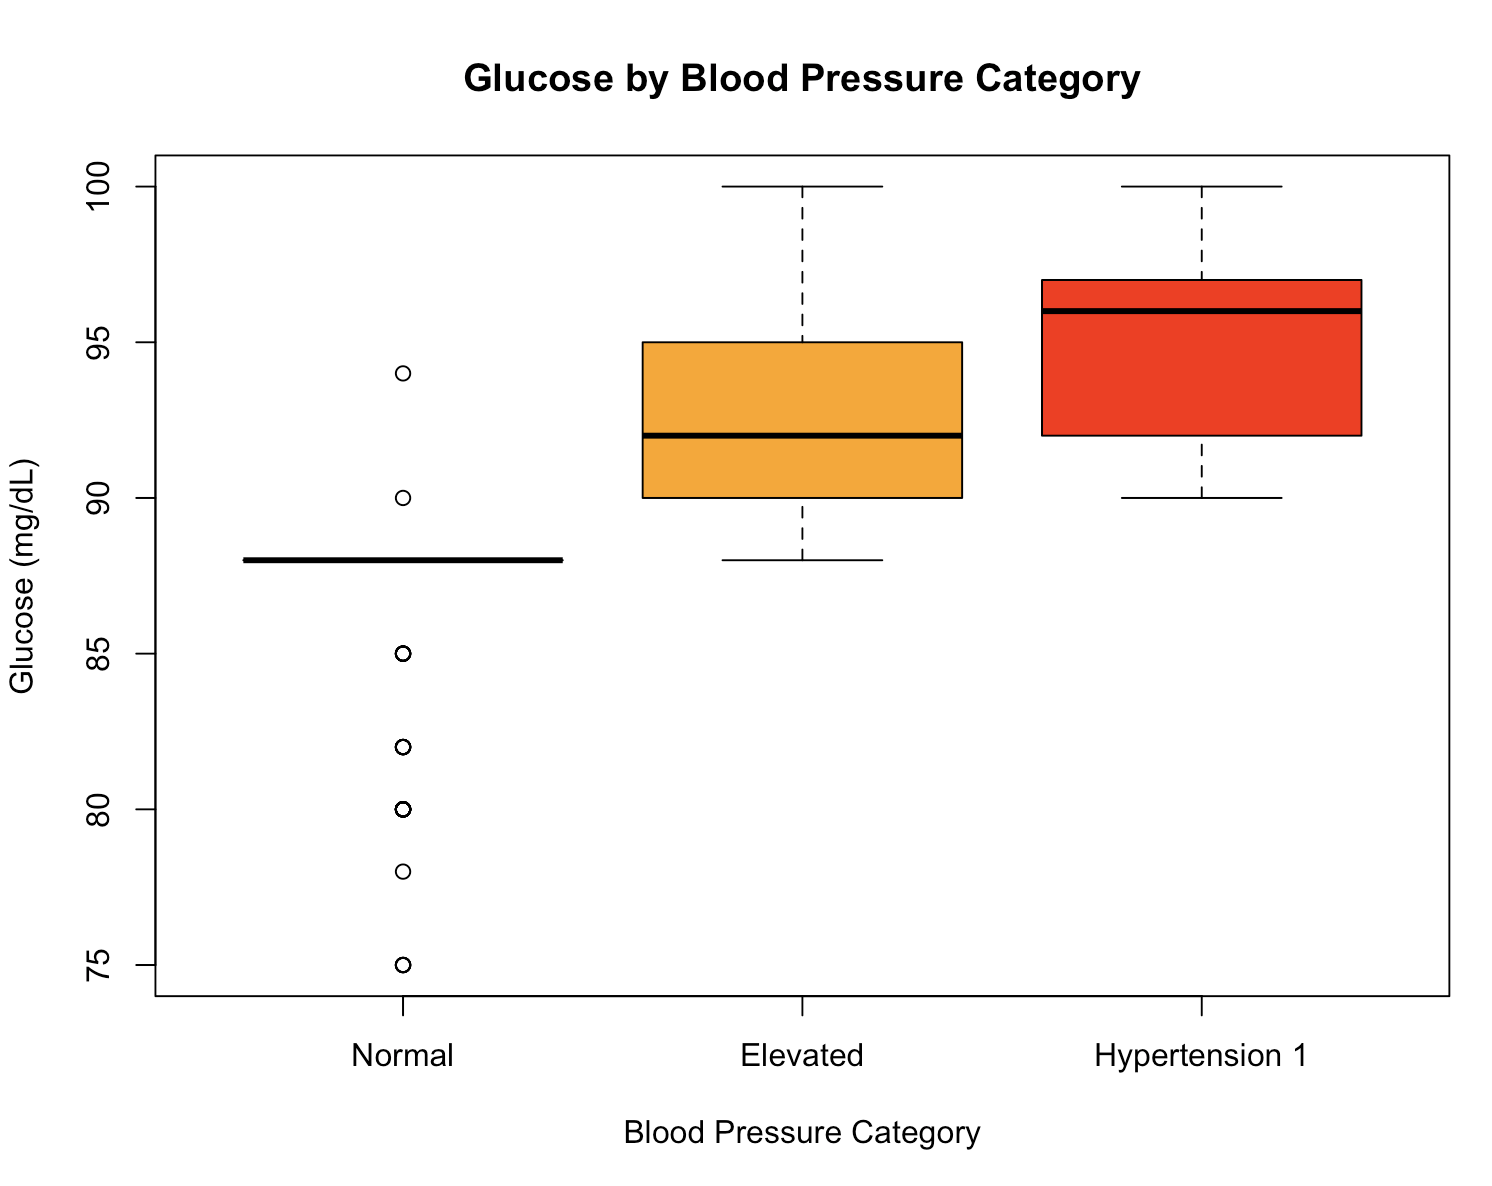 Glucose by Blood Pressure Category
Glucose (mg/dL)
100
95
90
85
80
75
Normal Elevated Hypertension 1
Blood Pressure Category